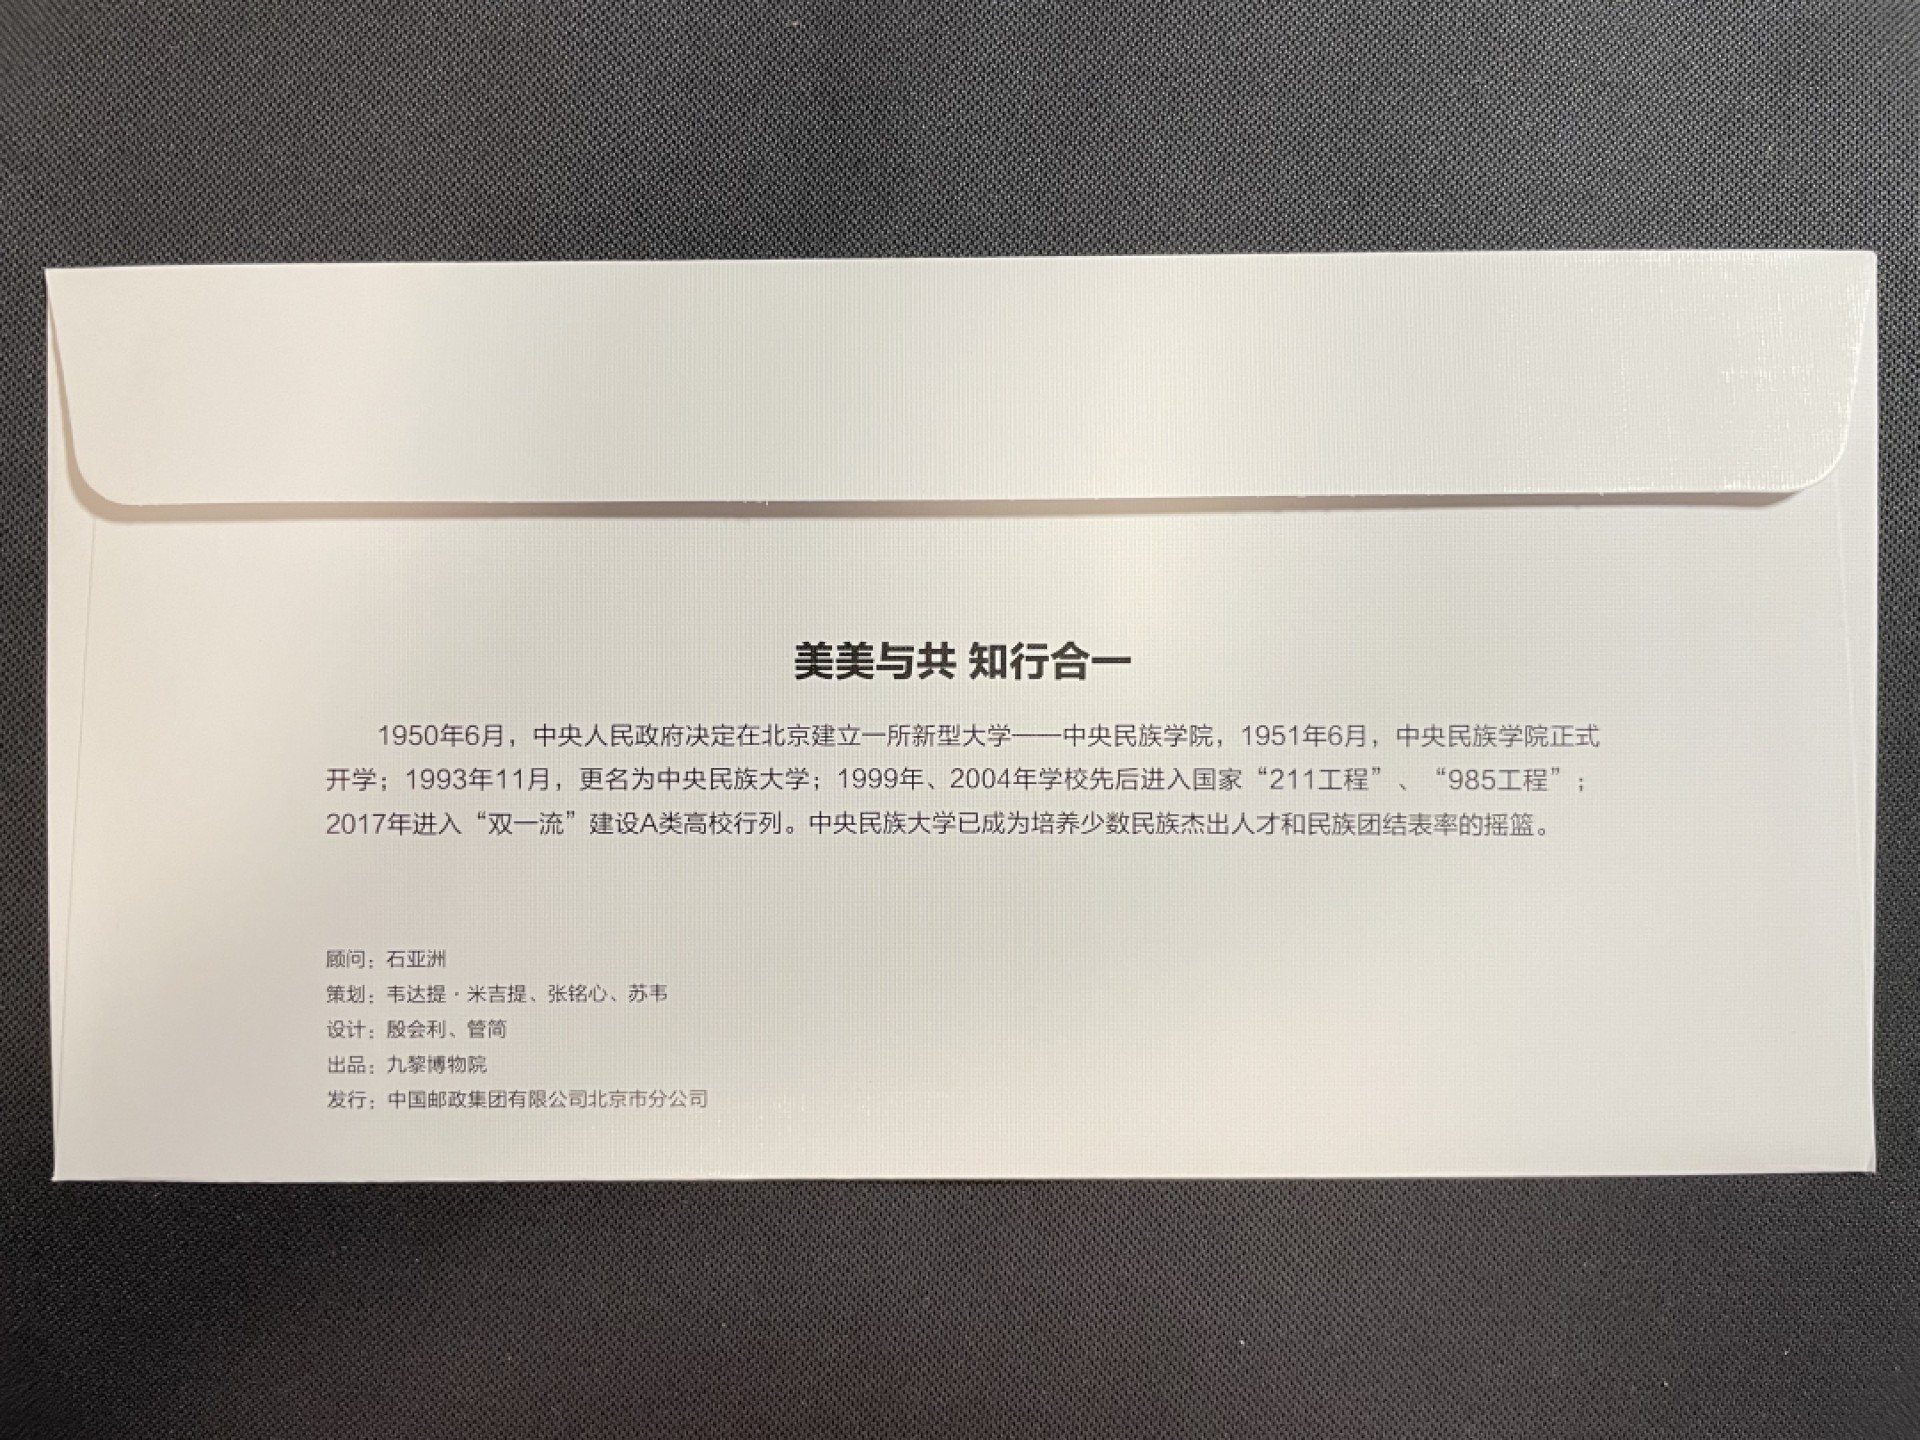 美美与共 知行合一
1950年6月，中央人民政府决定在北京建立一所新型大学——中央民族学院，1951年6月，中央民族学院正式
开学；1993年11月，更名为中央民族大学；1999年、2004年学校先后进入国家“211工程”、“985工程”；
2017年进入“双一流”建设A类高校行列。中央民族大学已成为培养少数民族杰出人才和民族团结表率的摇篮。
顾问：石亚洲
策划：韦达提·米吉提、张铭心、苏韦
设计：殷会利、管简
出品：九黎博物院
发行：中国邮政集团有限公司北京市分公司